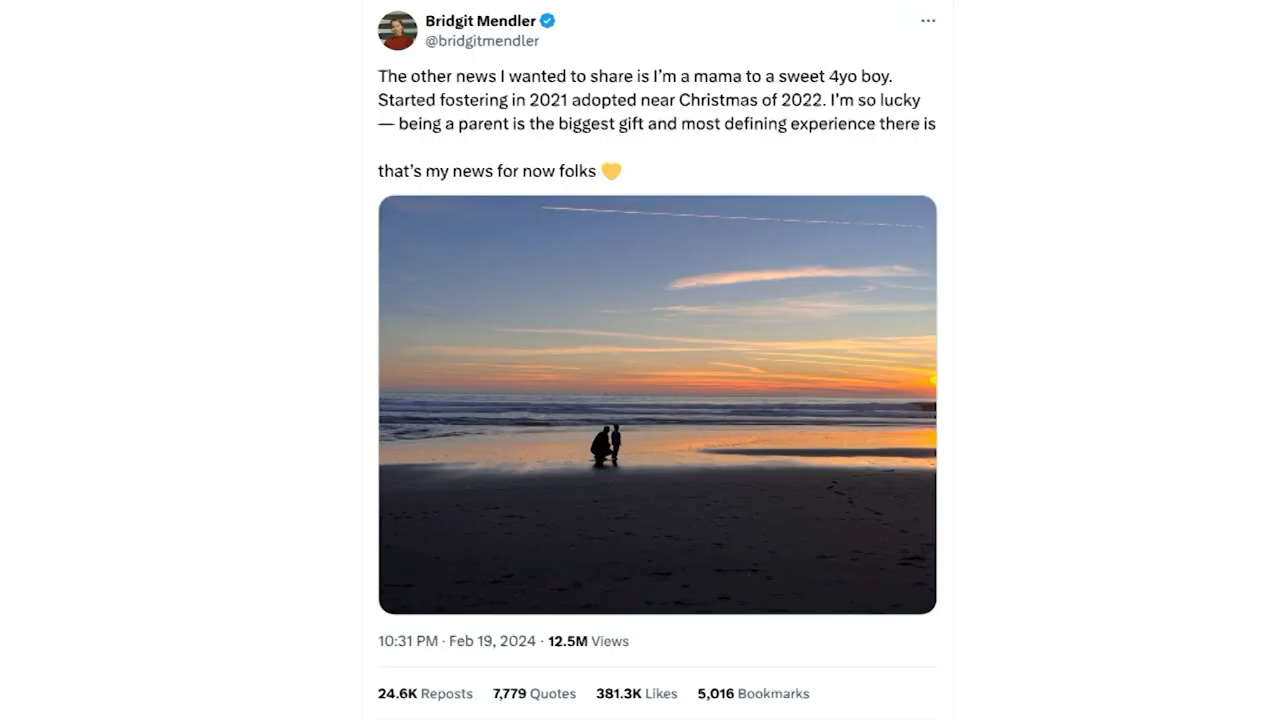 Bridgit Mendler
@bridgitmendler
The other news I wanted to share is I’m a mama to a sweet 4yo boy.
Started fostering in 2021 adopted near Christmas of 2022. I’m so lucky
— being a parent is the biggest gift and most defining experience there is
that’s my news for now folks 💛
10:31 PM · Feb 19, 2024 · 12.5M Views
24.6K Reposts 7,779 Quotes 381.3K Likes 5,016 Bookmarks